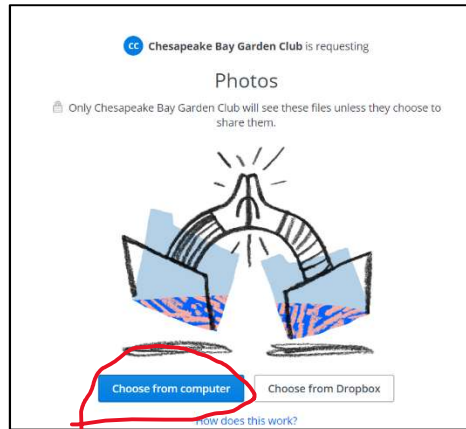 CC Chesapeake Bay Garden Club is requesting
Photos
Only Chesapeake Bay Garden Club will see these files unless they choose to
share them.
Choose from computer Choose from Dropbox
How does this work?